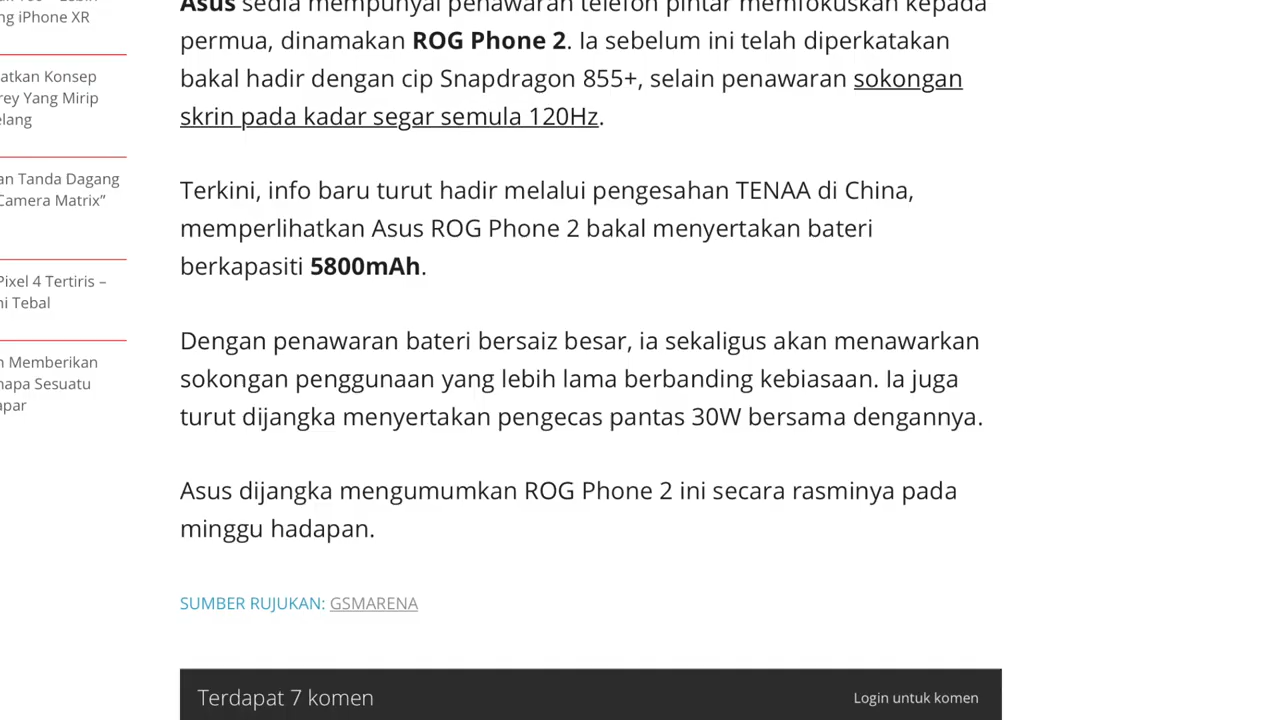 ng iPhone XR
atkan Konsep
rey Yang Mirip
elang
an Tanda Dagang
Camera Matrix”
Pixel 4 Tertiris –
ni Tebal
n Memberikan
napa Sesuatu
apar
Asus sedia mempunyai penawaran telefon pintar memfokuskan kepada
permua, dinamakan ROG Phone 2. Ia sebelum ini telah diperkatakan
bakal hadir dengan cip Snapdragon 855+, selain penawaran sokongan
skrin pada kadar segar semula 120Hz.
Terkini, info baru turut hadir melalui pengesahan TENAA di China,
memperlihatkan Asus ROG Phone 2 bakal menyertakan bateri
berkapasiti 5800mAh.
Dengan penawaran bateri bersaiz besar, ia sekaligus akan menawarkan
sokongan penggunaan yang lebih lama berbanding kebiasaan. Ia juga
turut dijangka menyertakan pengecas pantas 30W bersama dengannya.
Asus dijangka mengumumkan ROG Phone 2 ini secara rasminya pada
minggu hadapan.
SUMBER RUJUKAN: GSMARENA
Terdapat 7 komen
Login untuk komen